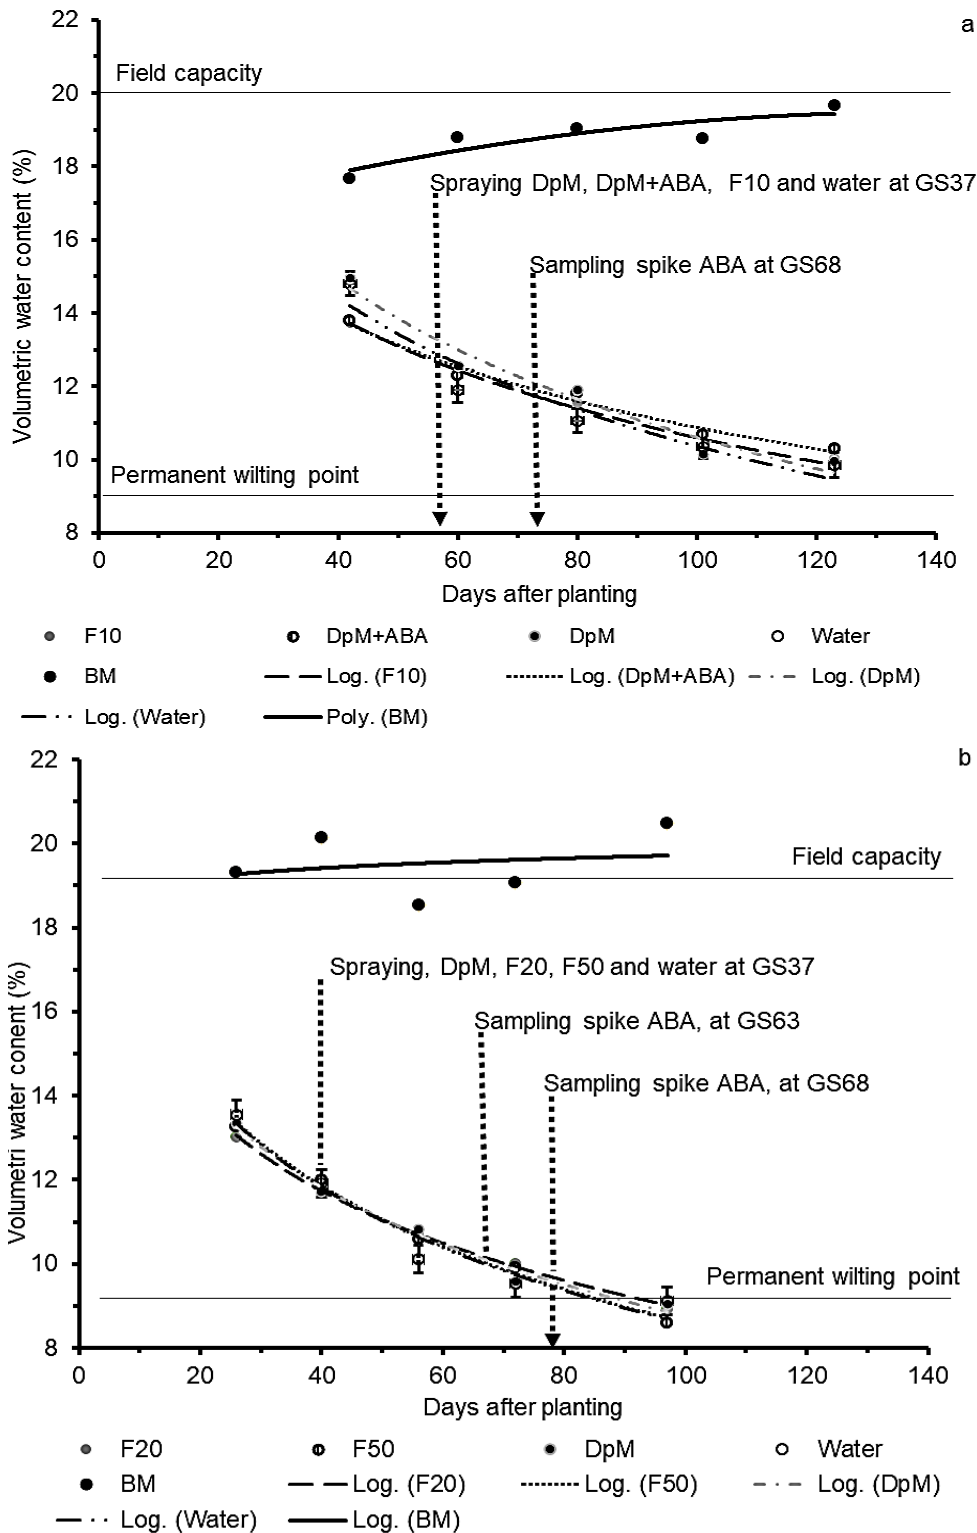 a
22
Field capacity
20
18
Spraying DpM, DpM+ABA, F10 and water at GS37
16
Sampling spike ABA at GS68
14
12
10
Permanent wilting point
8
Volumetric water content (%)
0 20 40 60 80 100 120 140
Days after planting
F10 DpM+ABA DpM Water
BM Log. (F10) Log. (DpM+ABA) Log. (DpM)
Log. (Water) Poly. (BM)
b
22
20
Field capacity
18
Spraying, DpM, F20, F50 and water at GS37
16
Sampling spike ABA, at GS63
Sampling spike ABA, at GS68
14
12
10
Permanent wilting point
8
Volumetri water conent (%)
0 20 40 60 80 100 120 140
Days after planting
F20 F50 DpM Water
BM Log. (F20) Log. (F50) Log. (DpM)
Log. (Water) Log. (BM)